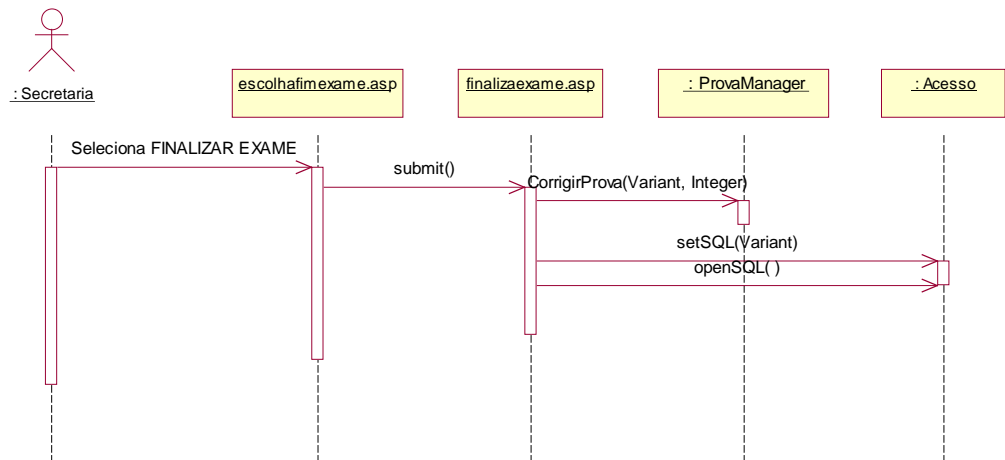 : Secretaria
escolhafimexame.asp
finalizaexame.asp
: ProvaManager
: Acesso
Seleciona FINALIZAR EXAME
submit()
CorrigirProva(Variant, Integer)
setSQL(Variant)
openSQL( )